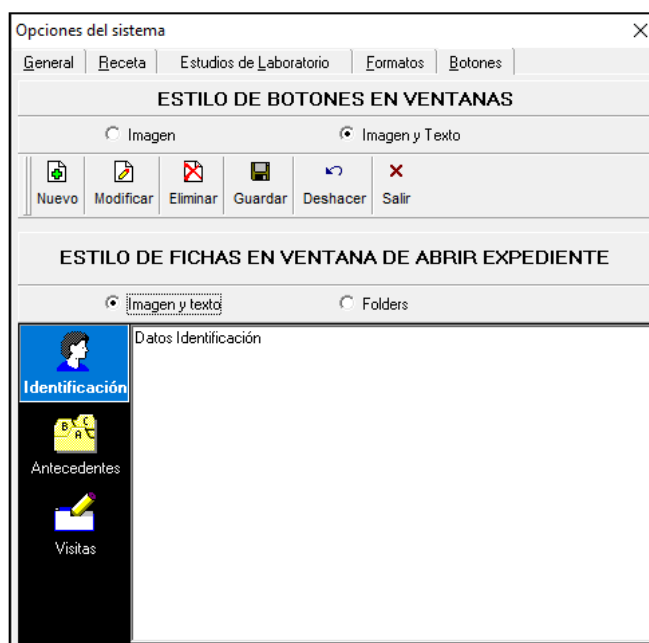 Opciones del sistema
General Receta Estudios de Laboratorio Formatos Botones
ESTILO DE BOTONES EN VENTANAS
Imagen Imagen y Texto
Nuevo Modificar Eliminar Guardar Deshacer Salir
ESTILO DE FICHAS EN VENTANA DE ABRIR EXPEDIENTE
Imagen y texto Folders
Datos Identificación
Identificación
B C
A
Antecedentes
Visitas